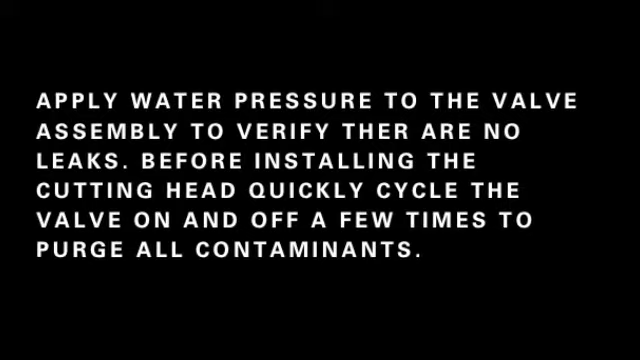 APPLY WATER PRESSURE TO THE VALVE
ASSEMBLY TO VERIFY THER ARE NO
LEAKS. BEFORE INSTALLING THE
CUTTING HEAD QUICKLY CYCLE THE
VALVE ON AND OFF A FEW TIMES TO
PURGE ALL CONTAMINANTS.